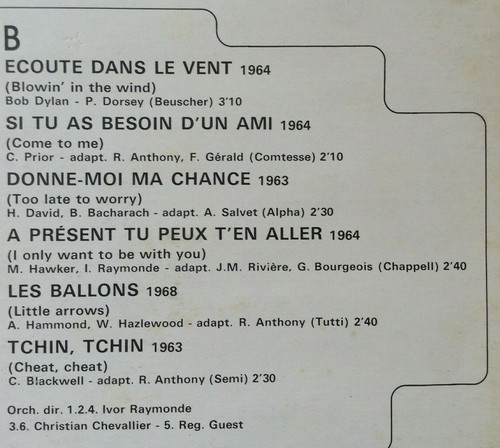 B
ECOUTE DANS LE VENT 1964
(Blowin' in the wind)
Bob Dylan - P. Dorsey (Beuscher) 3'10
SI TU AS BESOIN D'UN AMI 1964
(Come to me)
C. Prior - adapt. R. Anthony, F. Gérald (Comtesse) 2'10
DONNE-MOI MA CHANCE 1963
(Too late to worry)
H. David, B. Bacharach - adapt. A. Salvet (Alpha) 2'30
A PRÉSENT TU PEUX T'EN ALLER 1964
(I only want to be with you)
M. Hawker, I. Raymonde - adapt. J.M. Rivière, G. Bourgeois (Chappell) 2'40
LES BALLONS 1968
(Little arrows)
A. Hammond, W. Hazlewood - adapt. R. Anthony (Tutti) 2'40
TCHIN, TCHIN 1963
(Cheat, cheat)
C. Blackwell - adapt. R. Anthony (Semi) 2'30
Orch. dir. 1.2.4. Ivor Raymonde
3.6. Christian Chevallier - 5. Reg. Guest